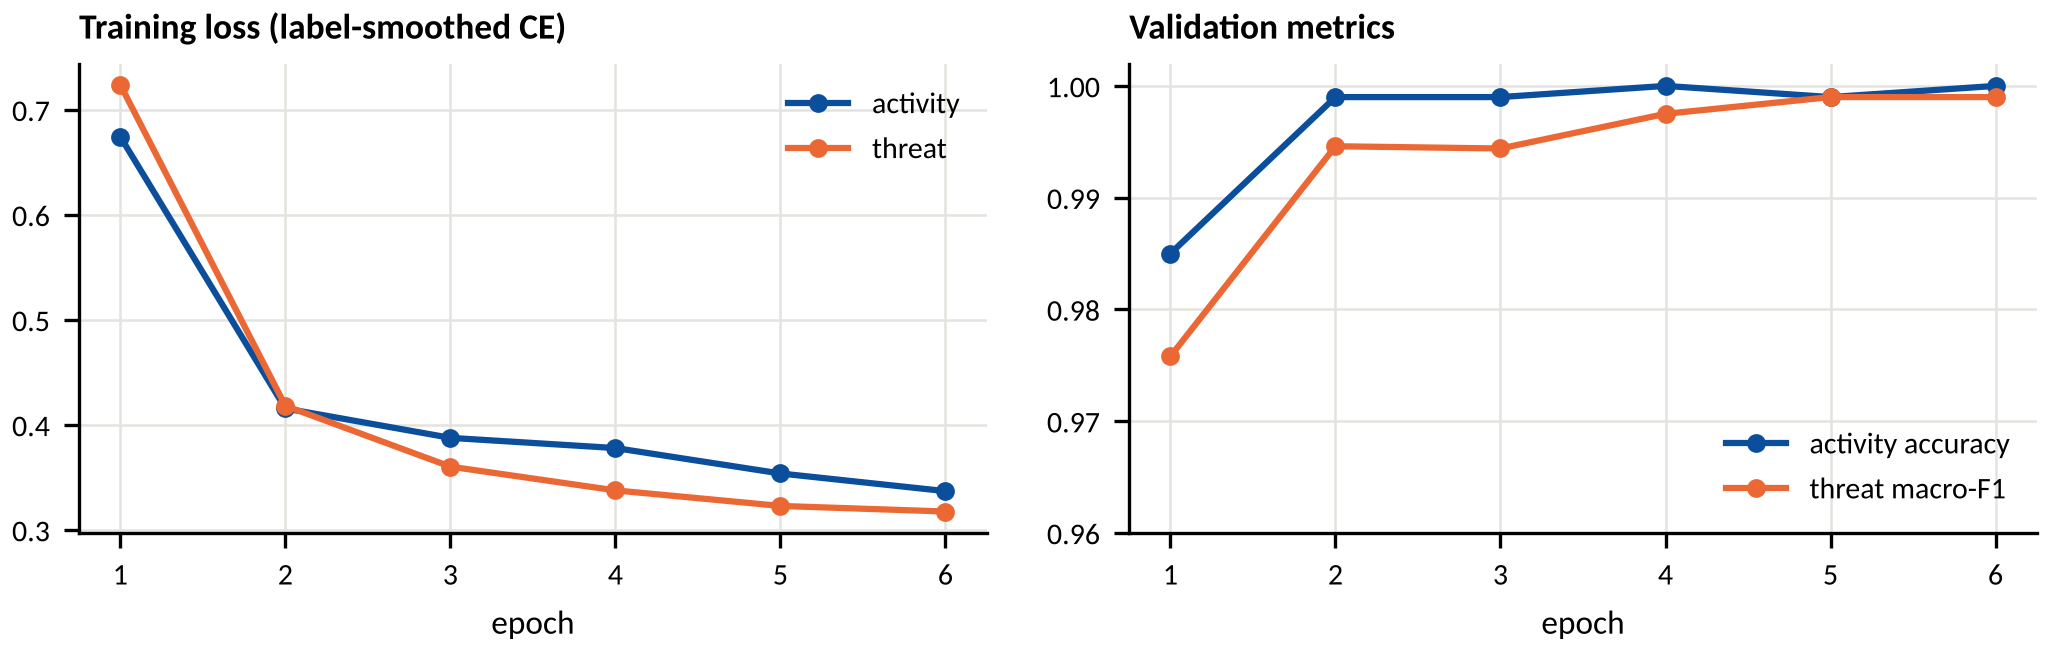 Training loss (label-smoothed CE)
0.7
0.6
0.5
0.4
0.3
activity
threat
1 2 3 4 5 6
epoch
Validation metrics
1.00
0.99
0.98
0.97
0.96
activity accuracy
threat macro-F1
1 2 3 4 5 6
epoch